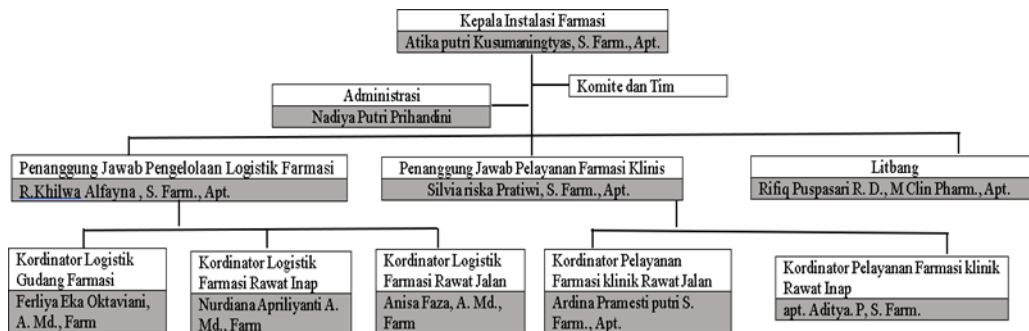 Kepala Instalasi Farmasi
Atika putri Kusumaningtyas, S. Farm., Apt.
Komite dan Tim
Administrasi
Nadiya Putri Prihandini
Penanggung Jawab Pengelolaan Logistik Farmasi
R.Khilwa Alfayna , S. Farm., Apt.
Penanggung Jawab Pelayanan Farmasi Klinis
Silvia riska Pratiwi, S. Farm., Apt.
Litbang
Rifiq Puspasari R. D., M Clin Pharm., Apt.
Kordinator Logistik
Gudang Farmasi
Ferliya Eka Oktaviani,
A. Md., Farm
Kordinator Logistik
Farmasi Rawat Inap
Nurdiana Apriliyanti A.
Md., Farm
Kordinator Logistik
Farmasi Rawat Jalan
Anisa Faza, A. Md.,
Farm
Kordinator Pelayanan
Farmasi klinik Rawat Jalan
Ardina Pramesti putri S.
Farm., Apt.
Kordinator Pelayanan Farmasi klinik
Rawat Inap
apt. Aditya. P, S. Farm.